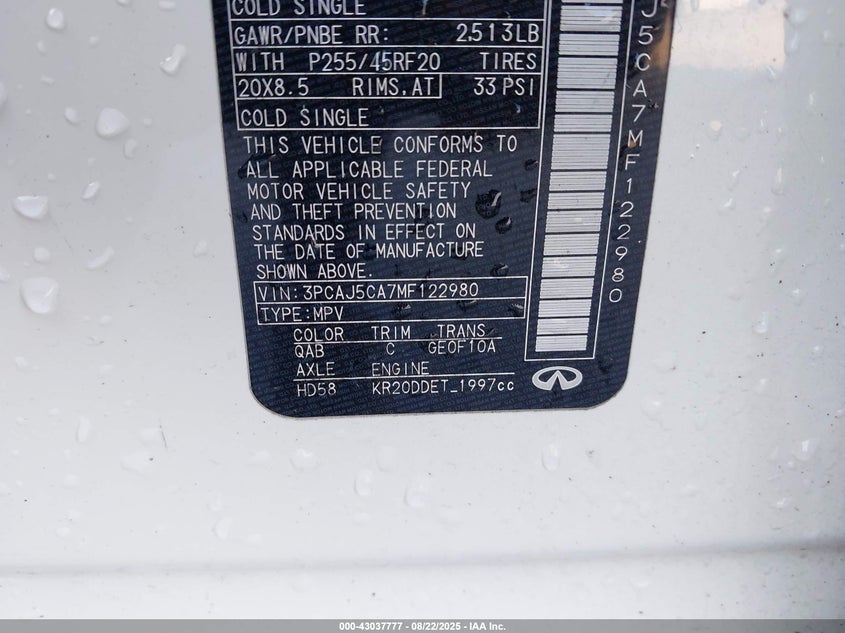 COLD SINGLE
GAWR/PNBE RR: 2513LB
WITH P255/45RF20 TIRES
20X8.5 RIMS.AT 33 PSI
COLD SINGLE
THIS VEHICLE CONFORMS TO
ALL APPLICABLE FEDERAL
MOTOR VEHICLE SAFETY
AND THEFT PREVENTION
STANDARDS IN EFFECT ON
THE DATE OF MANUFACTURE
SHOWN ABOVE.
VIN:3PCAJ5CA7MF122980
TYPE:MPV
COLOR TRIM TRANS
QAB C GE0F10A
AXLE ENGINE
HD58 KR20DDET_1997cc
J5CA7MF122980
000-43037777 - 08/22/2025 - IAA Inc.